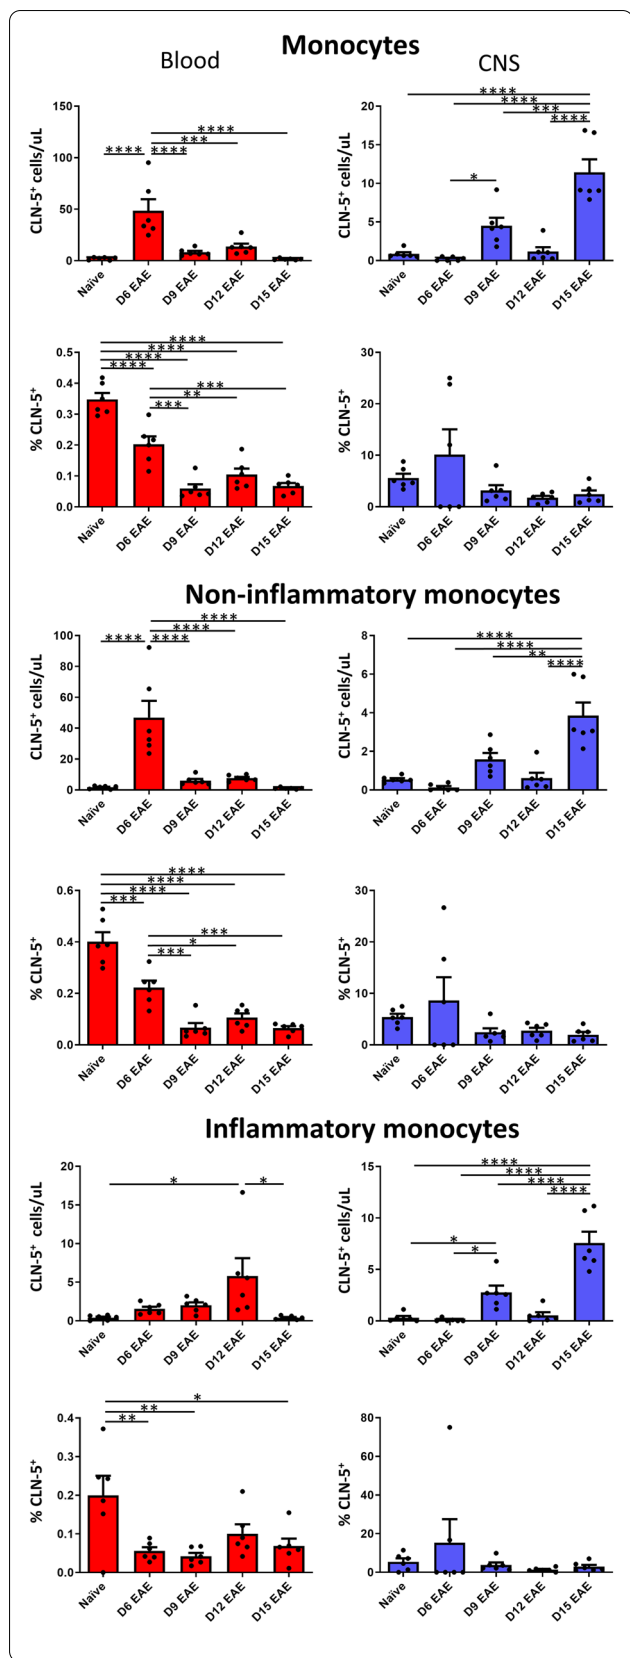 Monocytes
Blood
CNS
CLN-5+ cells/uL
150
100
50
0
**** **** *** ****
Naïve D6 EAE D9 EAE D12 EAE D15 EAE
CLN-5+ cells/uL
20
15
10
5
0
* **** *** **** ****
Naïve D6 EAE D9 EAE D12 EAE D15 EAE
% CLN-5+
0.5
0.4
0.3
0.2
0.1
0.0
**** **** **** ****
*** ** ***
Naïve D6 EAE D9 EAE D12 EAE D15 EAE
% CLN-5+
30
20
10
0
Naïve D6 EAE D9 EAE D12 EAE D15 EAE
Non-inflammatory monocytes
CLN-5+ cells/uL
100
80
60
40
20
0
**** **** **** ****
Naïve D6 EAE D9 EAE D12 EAE D15 EAE
CLN-5+ cells/uL
8
6
4
2
0
**** ** **** ****
Naïve D6 EAE D9 EAE D12 EAE D15 EAE
% CLN-5+
0.6
0.4
0.2
0.0
*** **** **** ****
*** * ***
Naïve D6 EAE D9 EAE D12 EAE D15 EAE
% CLN-5+
30
20
10
0
Naïve D6 EAE D9 EAE D12 EAE D15 EAE
Inflammatory monocytes
CLN-5+ cells/uL
20
15
10
5
0
* *
Naïve D6 EAE D9 EAE D12 EAE D15 EAE
CLN-5+ cells/uL
15
10
5
0
* * **** **** **** ****
Naïve D6 EAE D9 EAE D12 EAE D15 EAE
% CLN-5+
0.4
0.3
0.2
0.1
0.0
** ** *
Naïve D6 EAE D9 EAE D12 EAE D15 EAE
% CLN-5+
80
60
40
20
0
Naïve D6 EAE D9 EAE D12 EAE D15 EAE